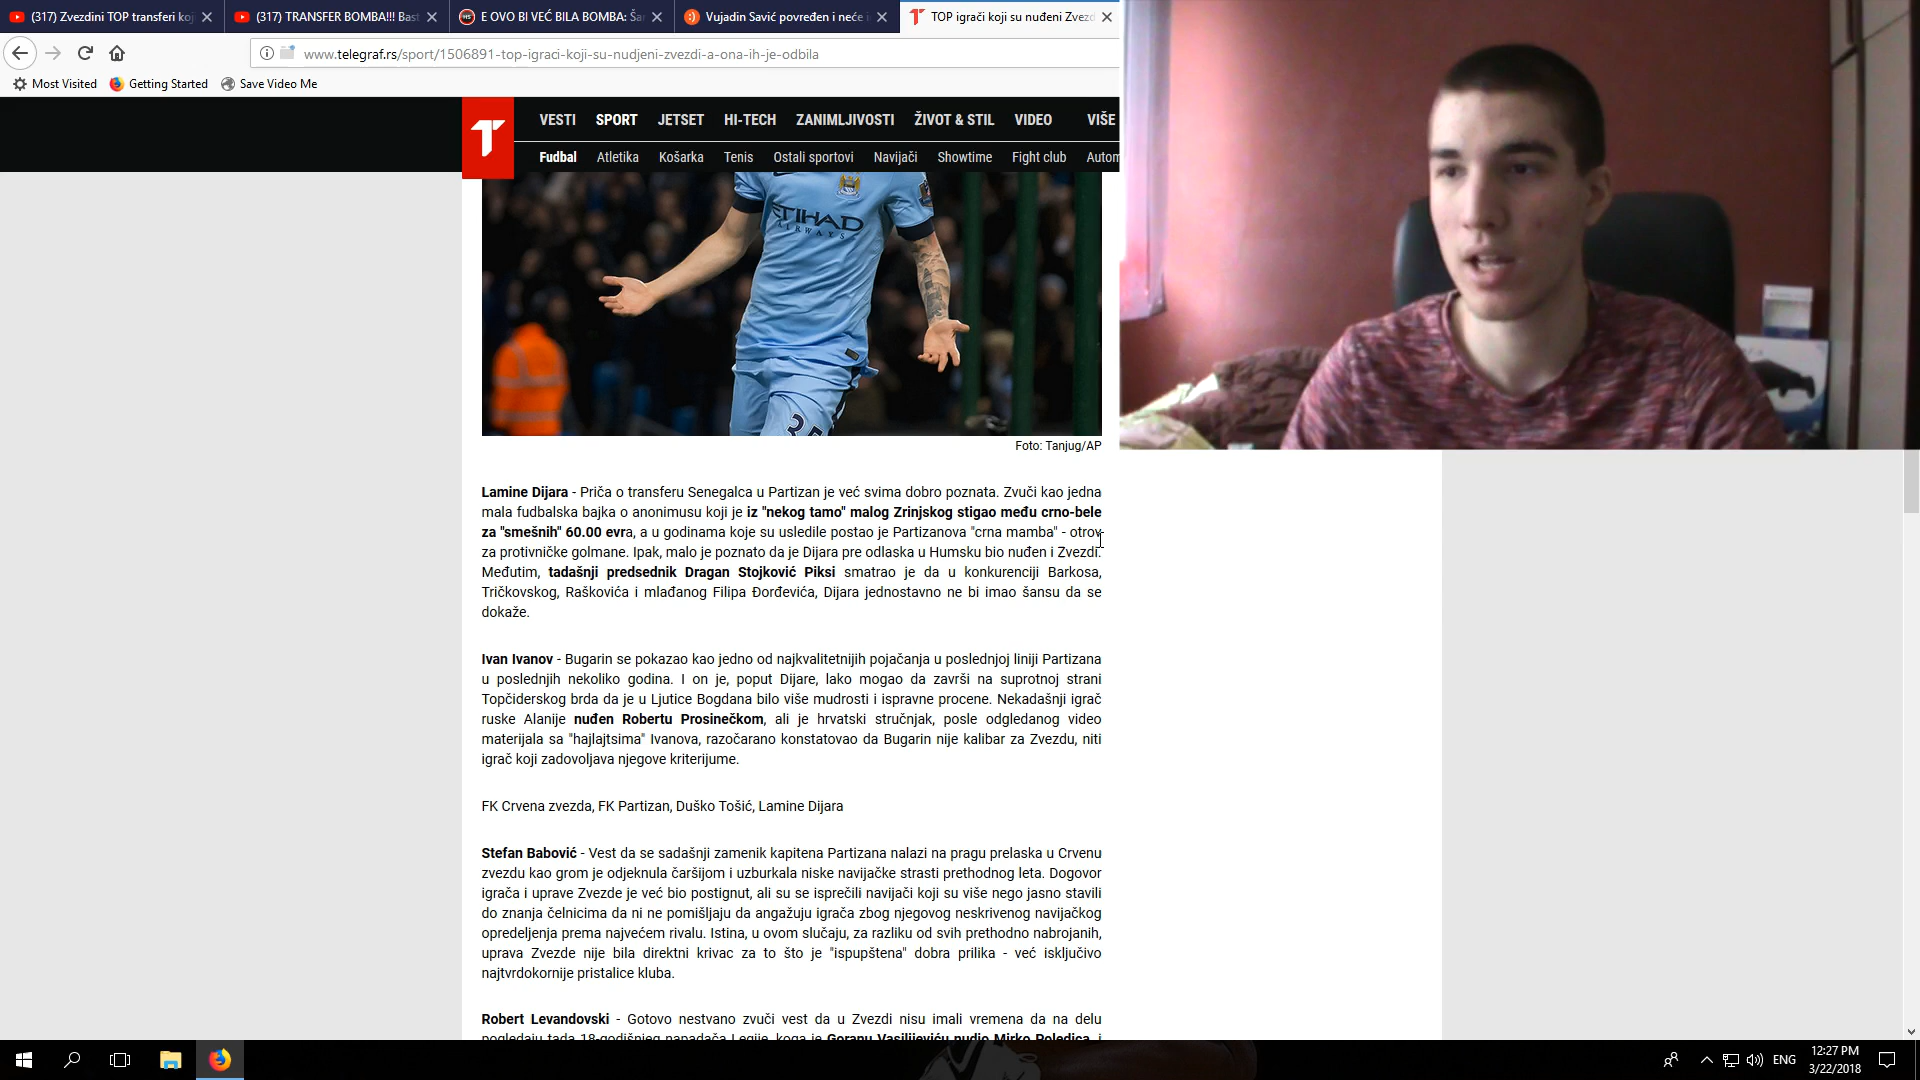 (317) Zvezdini TOP transferi koj
(317) TRANSFER BOMBA!!! Bast
E OVO BI VEĆ BILA BOMBA: Ša
Vujadin Savić povređen i neće i
TOP igrači koji su nuđeni Zvezd
www.telegraf.rs/sport/1506891-top-igraci-koji-su-nudjeni-zvezdi-a-ona-ih-je-odbila
Most Visited
Getting Started
Save Video Me
T
VESTI SPORT JETSET HI-TECH ZANIMLJIVOSTI ŽIVOT & STIL VIDEO VIŠE
Fudbal Atletika Košarka Tenis Ostali sportovi Navijači Showtime Fight club Autom
ETIHAD
AIRWAYS
35
Foto: Tanjug/AP
Lamine Dijara - Priča o transferu Senegalca u Partizan je već svima dobro poznata. Zvuči kao jedna
mala fudbalska bajka o anonimusu koji je iz "nekog tamo" malog Zrinjskog stigao među crno-bele
za "smešnih" 60.00 evra, a u godinama koje su usledile postao je Partizanova "crna mamba" - otrov
za protivničke golmane. Ipak, malo je poznato da je Dijara pre odlaska u Humsku bio nuđen i Zvezdi.
Međutim, tadašnji predsednik Dragan Stojković Piksi smatrao je da u konkurenciji Barkosa,
Tričkovskog, Raškovića i mlađanog Filipa Đorđevića, Dijara jednostavno ne bi imao šansu da se
dokaže.
Ivan Ivanov - Bugarin se pokazao kao jedno od najkvalitetnijih pojačanja u poslednjoj liniji Partizana
u poslednjih nekoliko godina. I on je, poput Dijare, lako mogao da završi na suprotnoj strani
Topčiderskog brda da je u Ljutice Bogdana bilo više mudrosti i ispravne procene. Nekadašnji igrač
ruske Alanije nuđen Robertu Prosinečkom, ali je hrvatski stručnjak, posle odgledanog video
materijala sa "hajlajtsima" Ivanova, razočarano konstatovao da Bugarin nije kalibar za Zvezdu, niti
igrač koji zadovoljava njegove kriterijume.
FK Crvena zvezda, FK Partizan, Duško Tošić, Lamine Dijara
Stefan Babović - Vest da se sadašnji zamenik kapitena Partizana nalazi na pragu prelaska u Crvenu
zvezdu kao grom je odjeknula čaršijom i uzburkala niske navijačke strasti prethodnog leta. Dogovor
igrača i uprave Zvezde je već bio postignut, ali su se isprečili navijači koji su više nego jasno stavili
do znanja čelnicima da ni ne pomišljaju da angažuju igrača zbog njegovog neskrivenog navijačkog
opredeljenja prema najvećem rivalu. Istina, u ovom slučaju, za razliku od svih prethodno nabrojanih,
uprava Zvezde nije bila direktni krivac za to što je "ispupštena" dobra prilika - već isključivo
najtvrdokornije pristalice kluba.
Robert Levandovski - Gotovo nestvarno zvuči vest da u Zvezdi nisu imali vremena da na delu
pogledaju tada 18-godišnjeg napadača Legije, koga je Goranu Vasilijeviću nudio Mirko Poledica, i
ENG
12:27 PM
3/22/2018